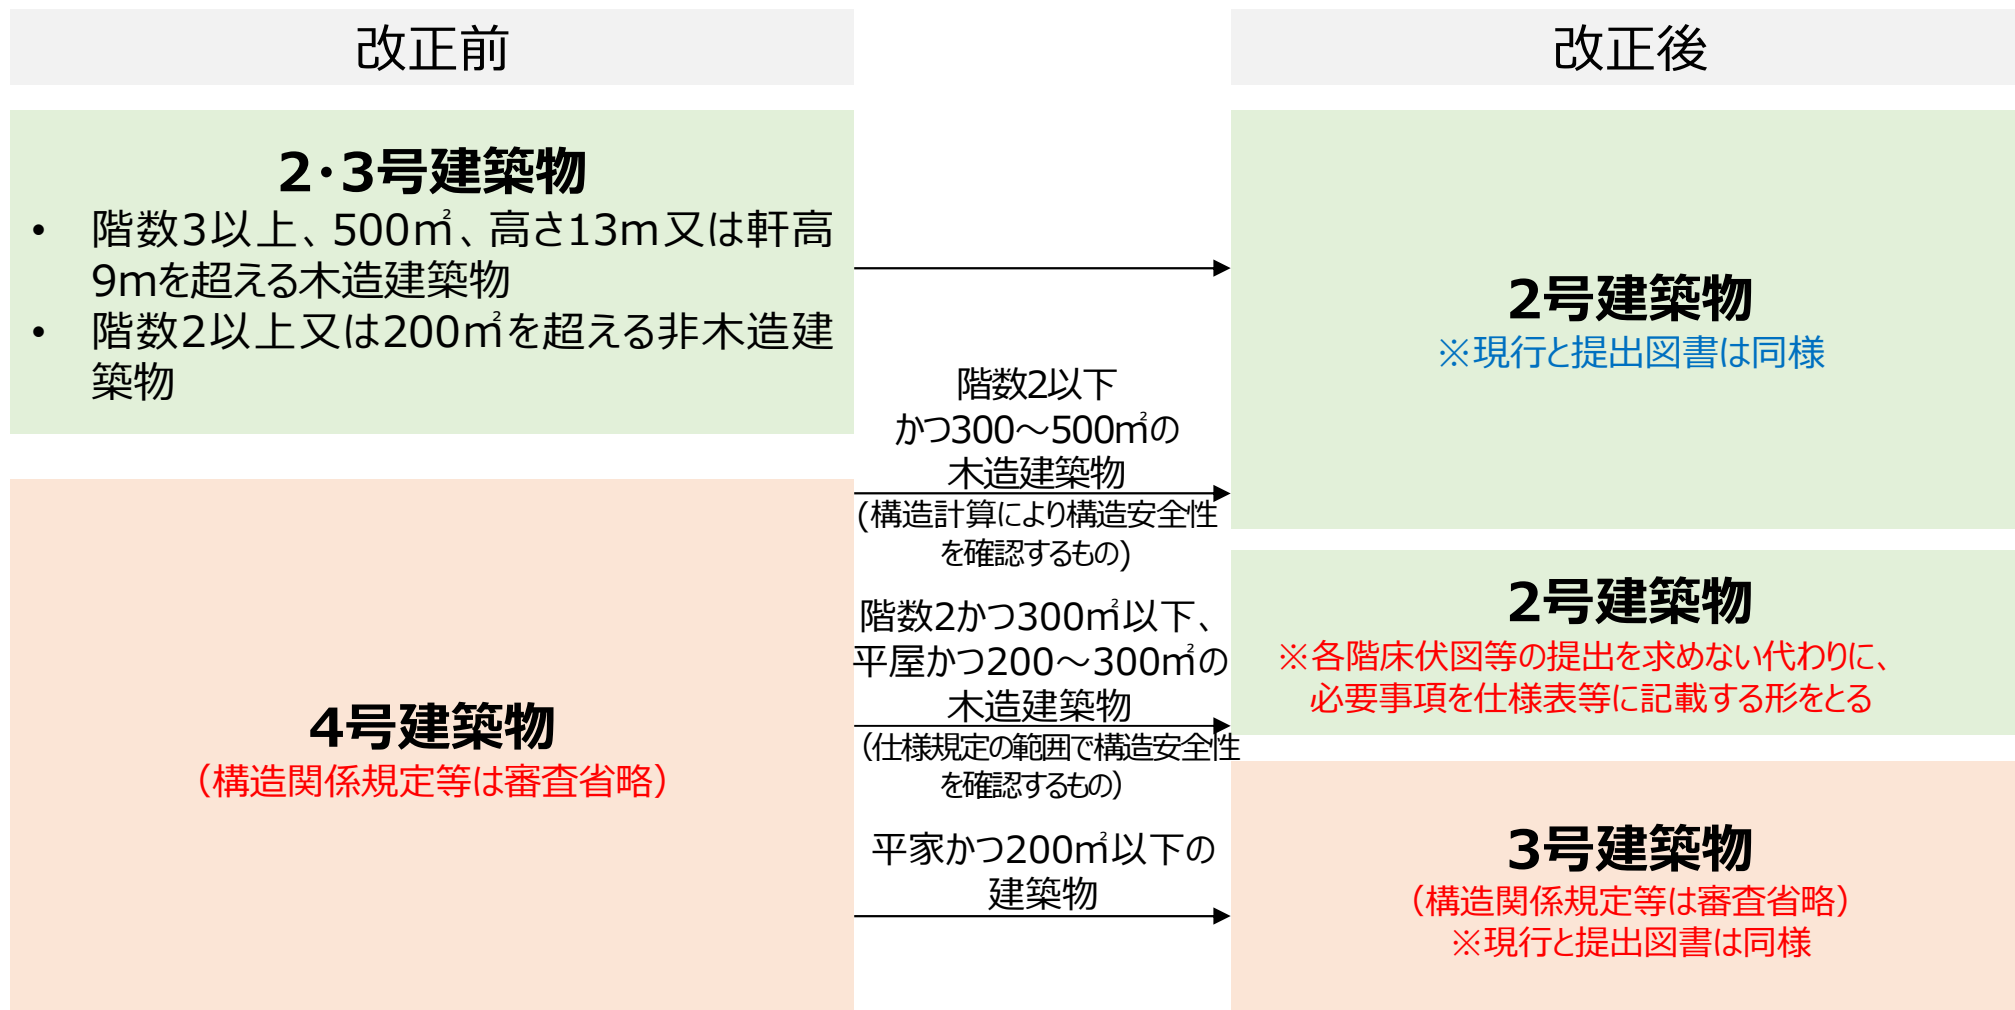 改正前
改正後
2・3号建築物
• 階数3以上、500㎡、高さ13m又は軒高
9mを超える木造建築物
• 階数2以上又は200㎡を超える非木造建
築物
4号建築物
（構造関係規定等は審査省略）
階数2以下
かつ300～500㎡の
木造建築物
(構造計算により構造安全性
を確認するもの)
階数2かつ300㎡以下、
平屋かつ200～300㎡の
木造建築物
（仕様規定の範囲で構造安全性
を確認するもの）
平家かつ200㎡以下の
建築物
2号建築物
※現行と提出図書は同様
2号建築物
※各階床伏図等の提出を求めない代わりに、
必要事項を仕様表等に記載する形をとる
3号建築物
（構造関係規定等は審査省略）
※現行と提出図書は同様